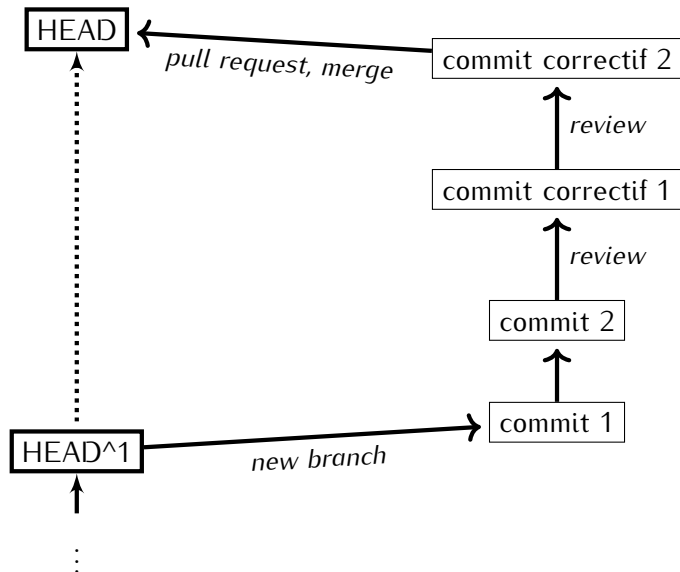 HEAD
pull request, merge
commit correctif 2
review
commit correctif 1
review
commit 2
commit 1
HEAD^1
new branch